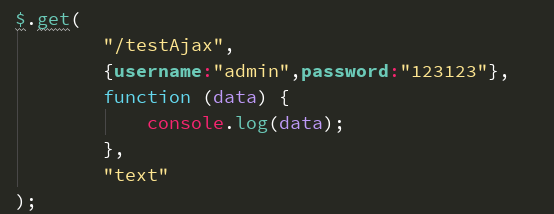 $.get(
"/testAjax",
{username:"admin",password:"123123"},
function (data) {
console.log(data);
},
"text"
);